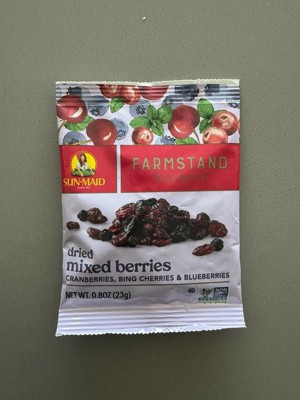 FARMSTAND
SUN-MAID
dried
mixed berries
CRANBERRIES, BING CHERRIES & BLUEBERRIES
NET WT. 0.8OZ (23g)